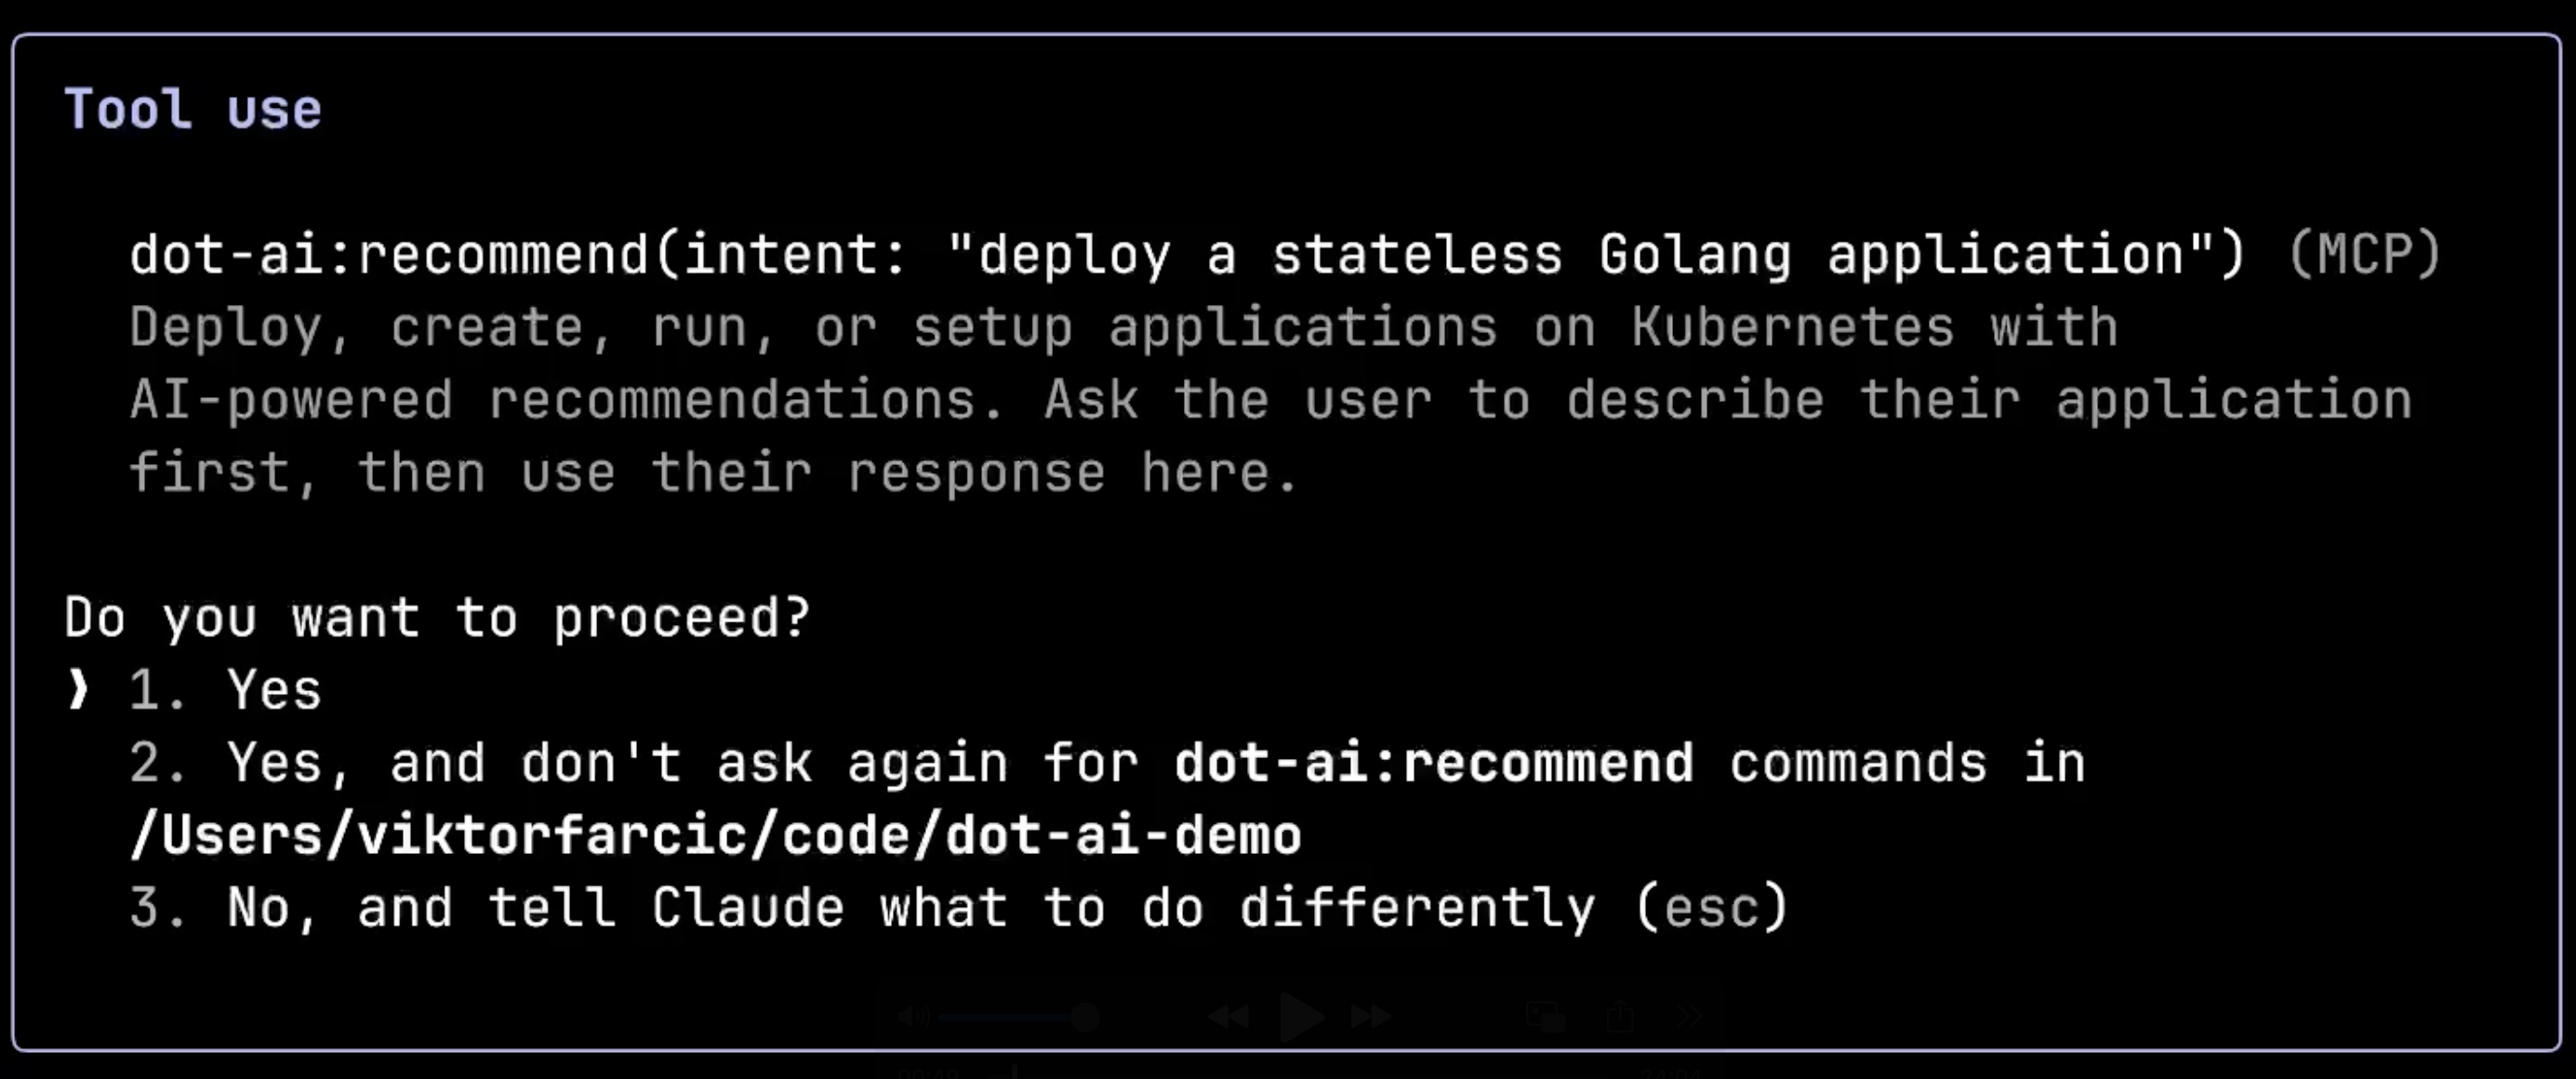 Tool use
dot-ai:recommend(intent: "deploy a stateless Golang application") (MCP)
Deploy, create, run, or setup applications on Kubernetes with
AI-powered recommendations. Ask the user to describe their application
first, then use their response here.
Do you want to proceed?
❯ 1. Yes
2. Yes, and don't ask again for dot-ai:recommend commands in
/Users/viktorfarcic/code/dot-ai-demo
3. No, and tell Claude what to do differently (esc)